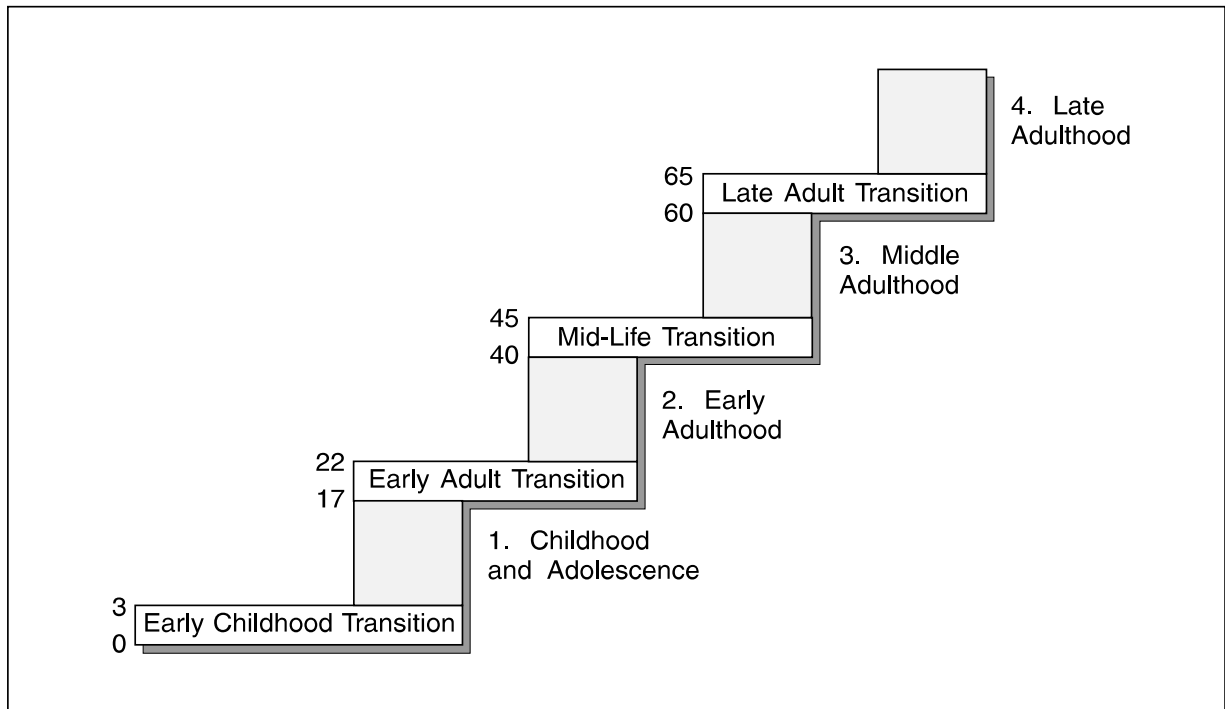 4. Late
Adulthood
65
Late Adult Transition
60
3. Middle
Adulthood
45
Mid-Life Transition
40
2. Early
Adulthood
22
Early Adult Transition
17
1. Childhood
and Adolescence
3
Early Childhood Transition
0